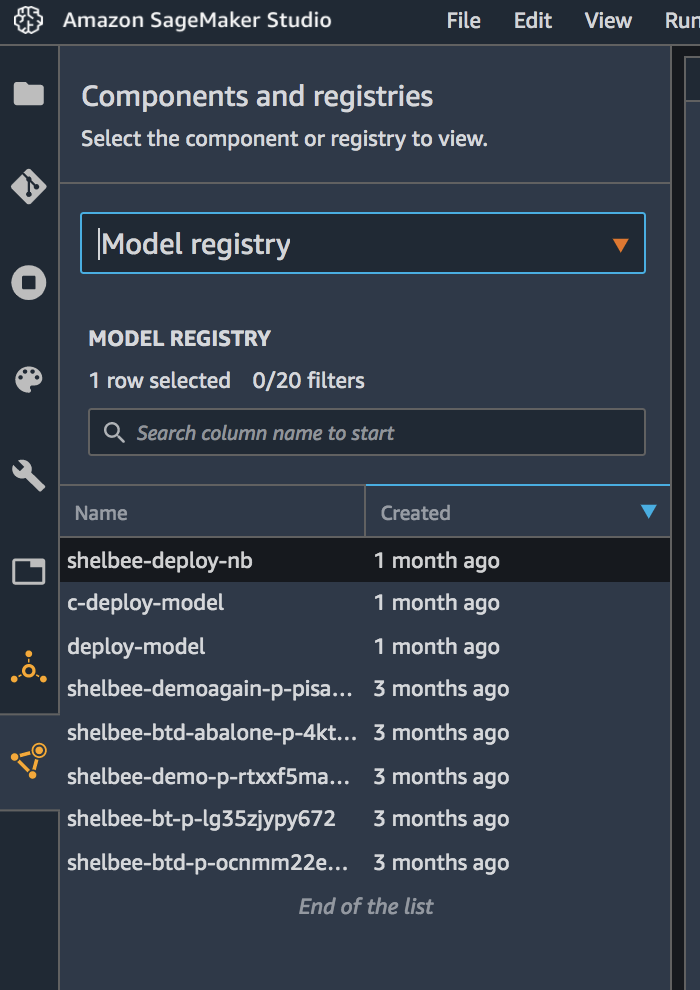 Amazon SageMaker Studio File Edit View Run
Components and registries
Select the component or registry to view.
Model registry
MODEL REGISTRY
1 row selected 0/20 filters
Search column name to start
Name Created
shelbee-deploy-nb 1 month ago
c-deploy-model 1 month ago
deploy-model 1 month ago
shelbee-demoagain-p-pisa... 3 months ago
shelbee-btd-abalone-p-4kt... 3 months ago
shelbee-demo-p-rtxxf5ma... 3 months ago
shelbee-bt-p-lg35zjypy672 3 months ago
shelbee-btd-p-ocnmm22e... 3 months ago
End of the list